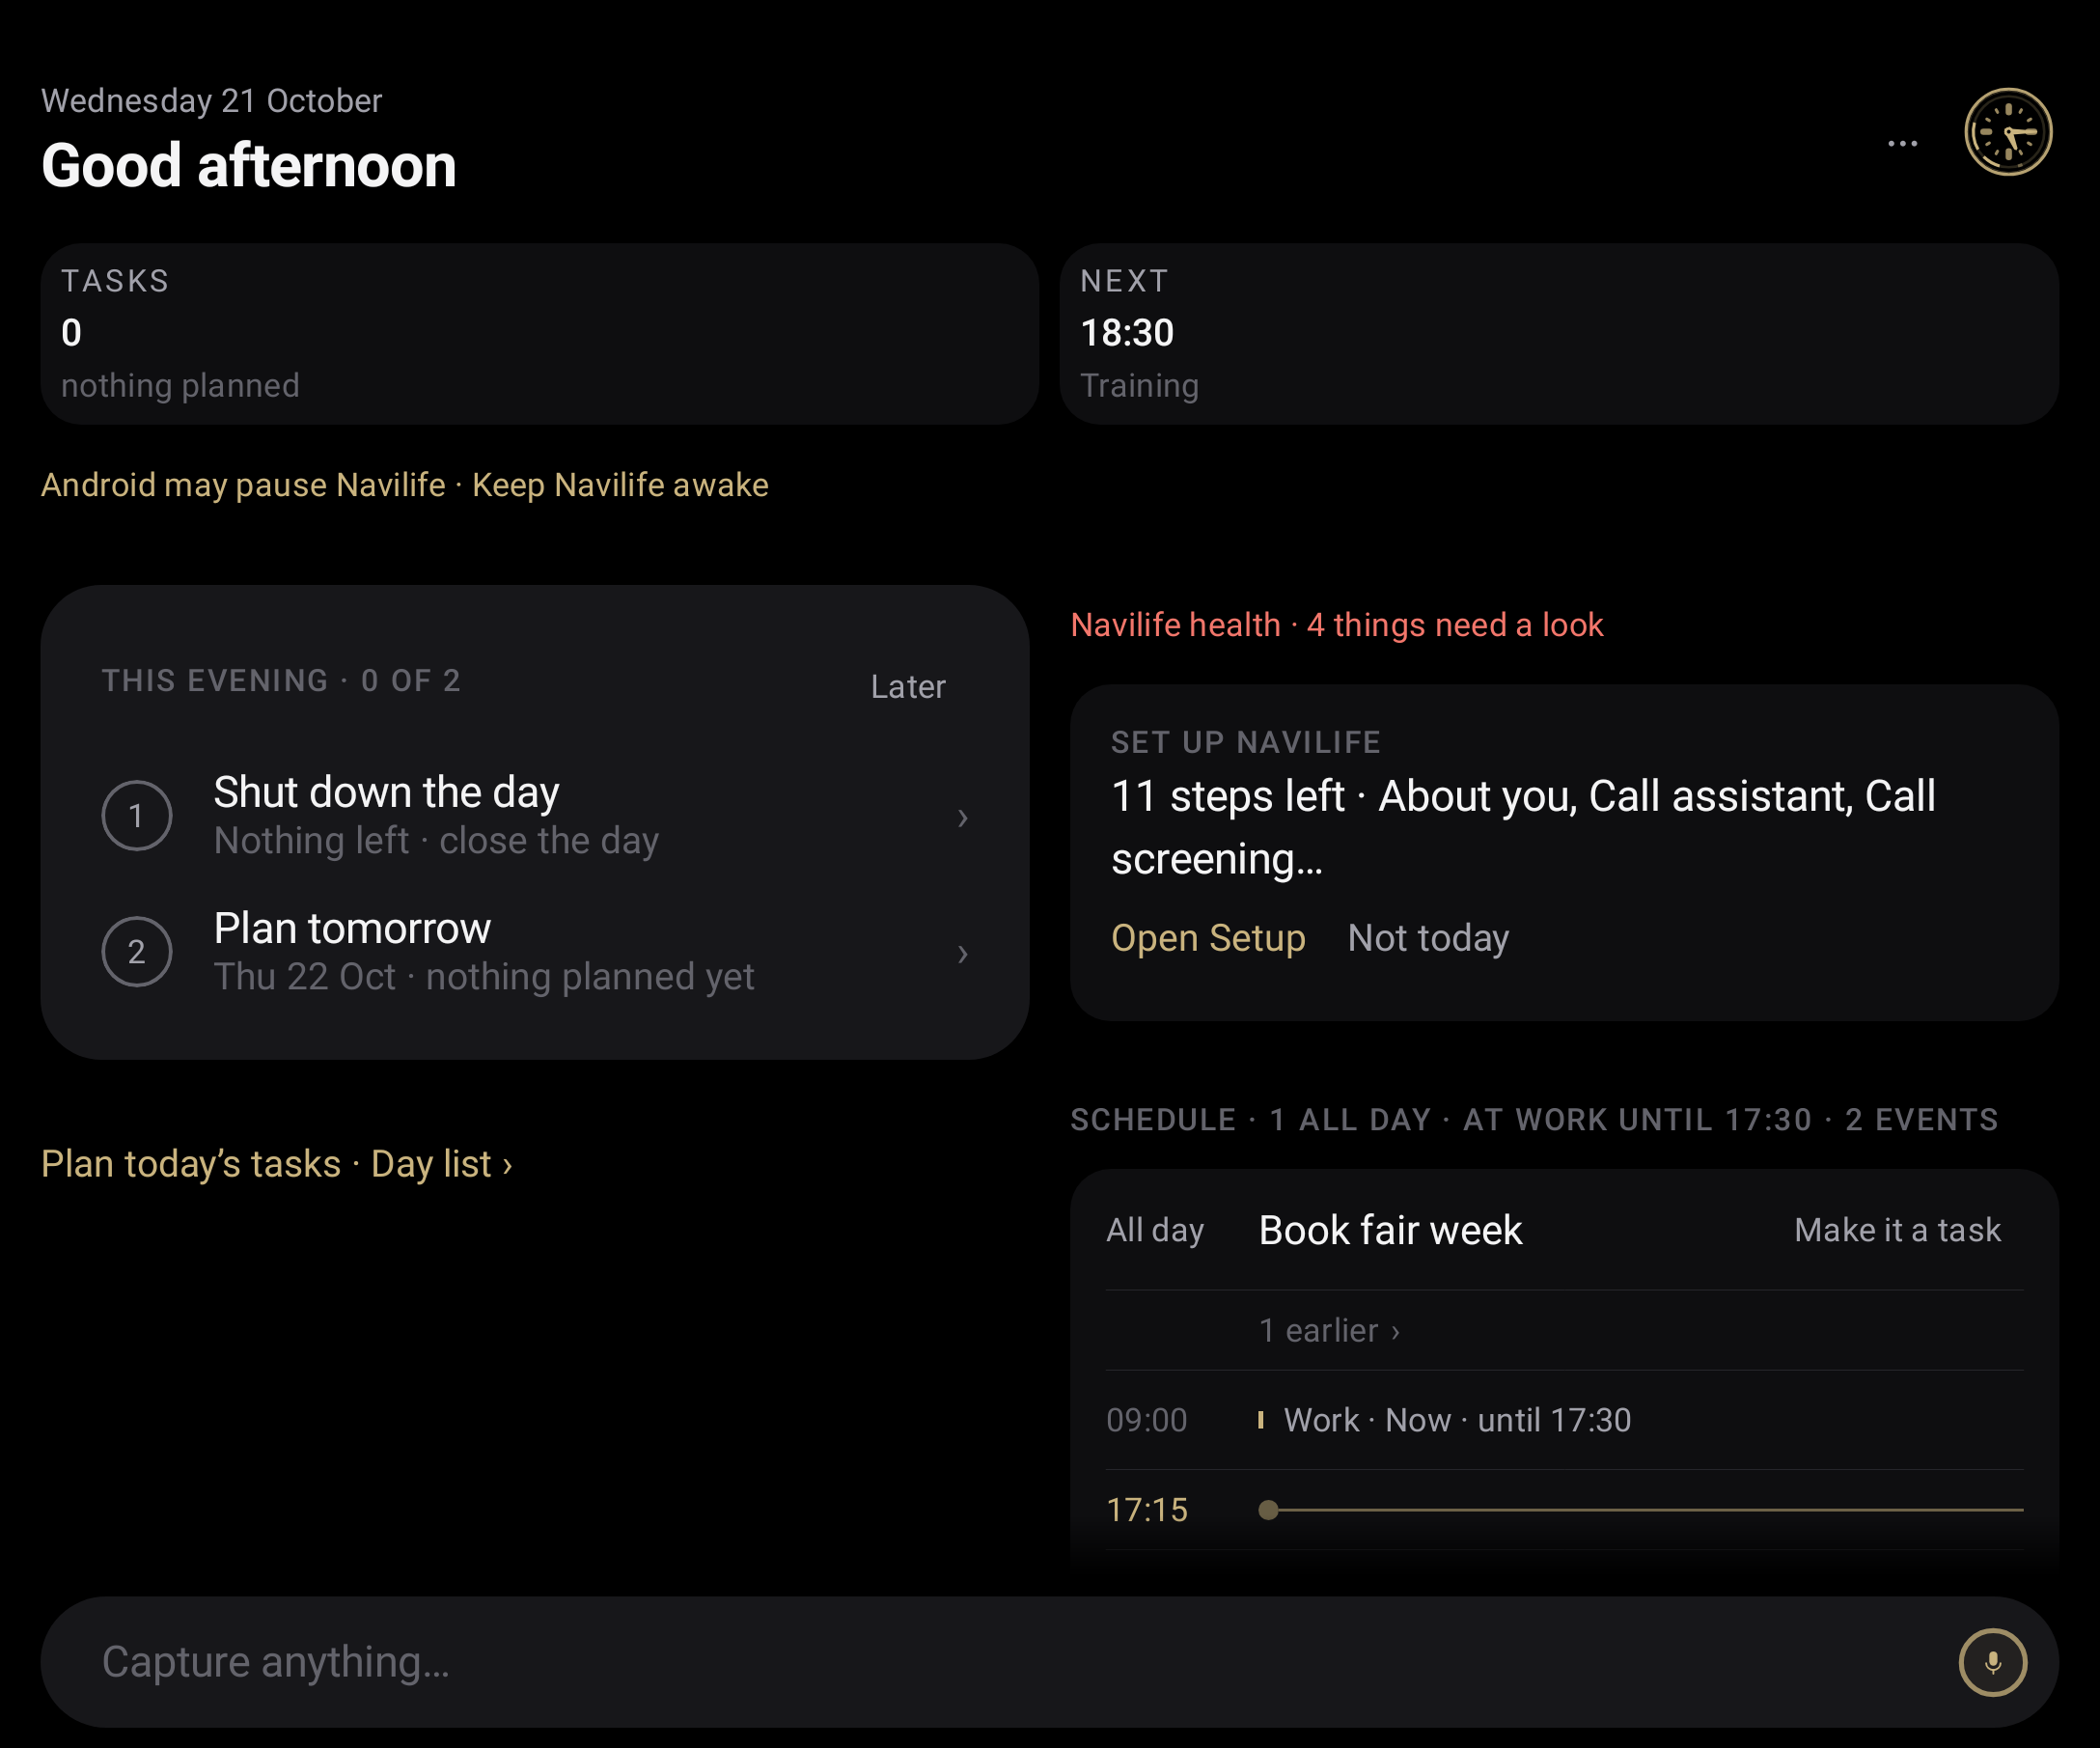 Wednesday 21 October
Good afternoon
...
TASKS
0
nothing planned
NEXT
18:30
Training
Android may pause Navilife · Keep Navilife awake
THIS EVENING · 0 OF 2
Later
1
Shut down the day
Nothing left · close the day
›
2
Plan tomorrow
Thu 22 Oct · nothing planned yet
›
Plan today’s tasks · Day list ›
Navilife health · 4 things need a look
SET UP NAVILIFE
11 steps left · About you, Call assistant, Call
screening…
Open Setup Not today
SCHEDULE · 1 ALL DAY · AT WORK UNTIL 17:30 · 2 EVENTS
All day Book fair week Make it a task
1 earlier ›
09:00 Work · Now · until 17:30
17:15
Capture anything…